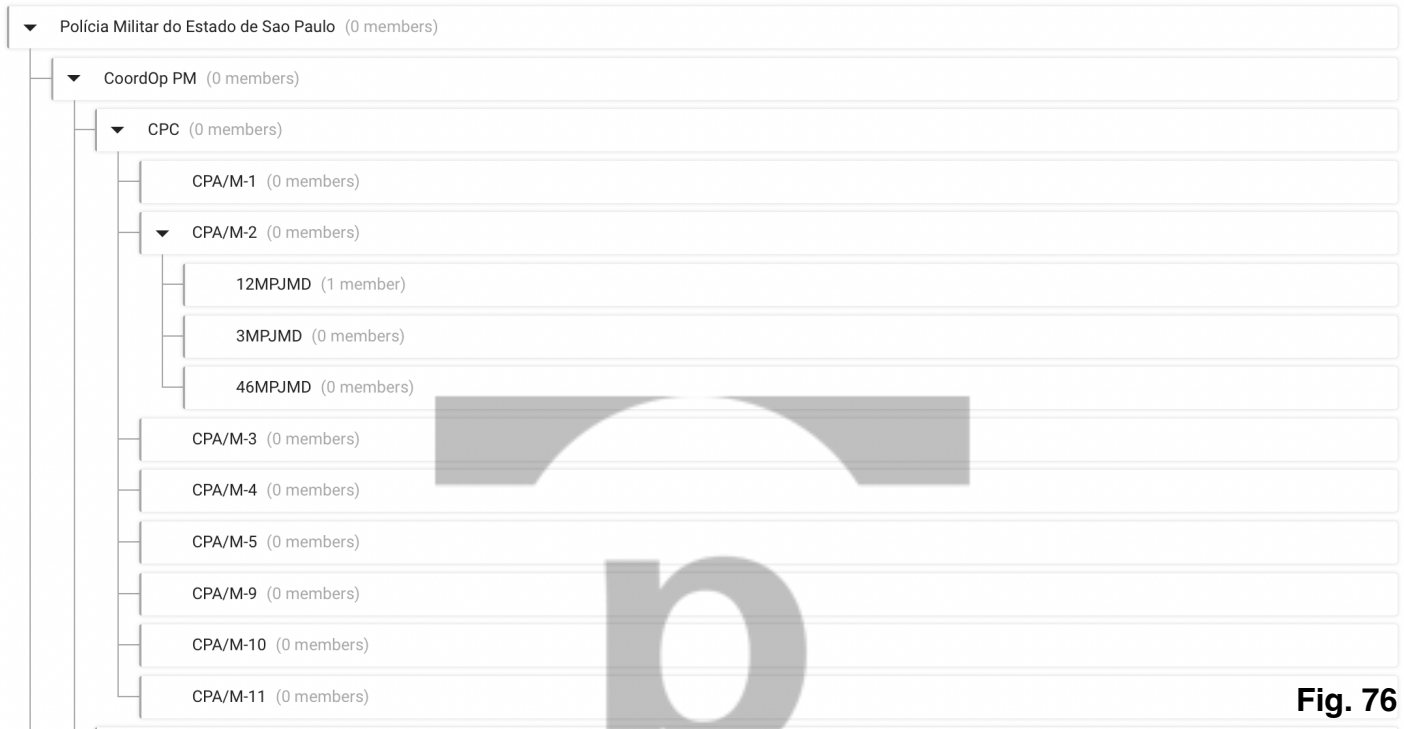 Polícia Militar do Estado de Sao Paulo (0 members)
CoordOp PM (0 members)
CPC (0 members)
CPA/M-1 (0 members)
CPA/M-2 (0 members)
12MPJMD (1 member)
3MPJMD (0 members)
46MPJMD (0 members)
CPA/M-3 (0 members)
CPA/M-4 (0 members)
CPA/M-5 (0 members)
CPA/M-9 (0 members)
CPA/M-10 (0 members)
CPA/M-11 (0 members)
p
Fig. 76